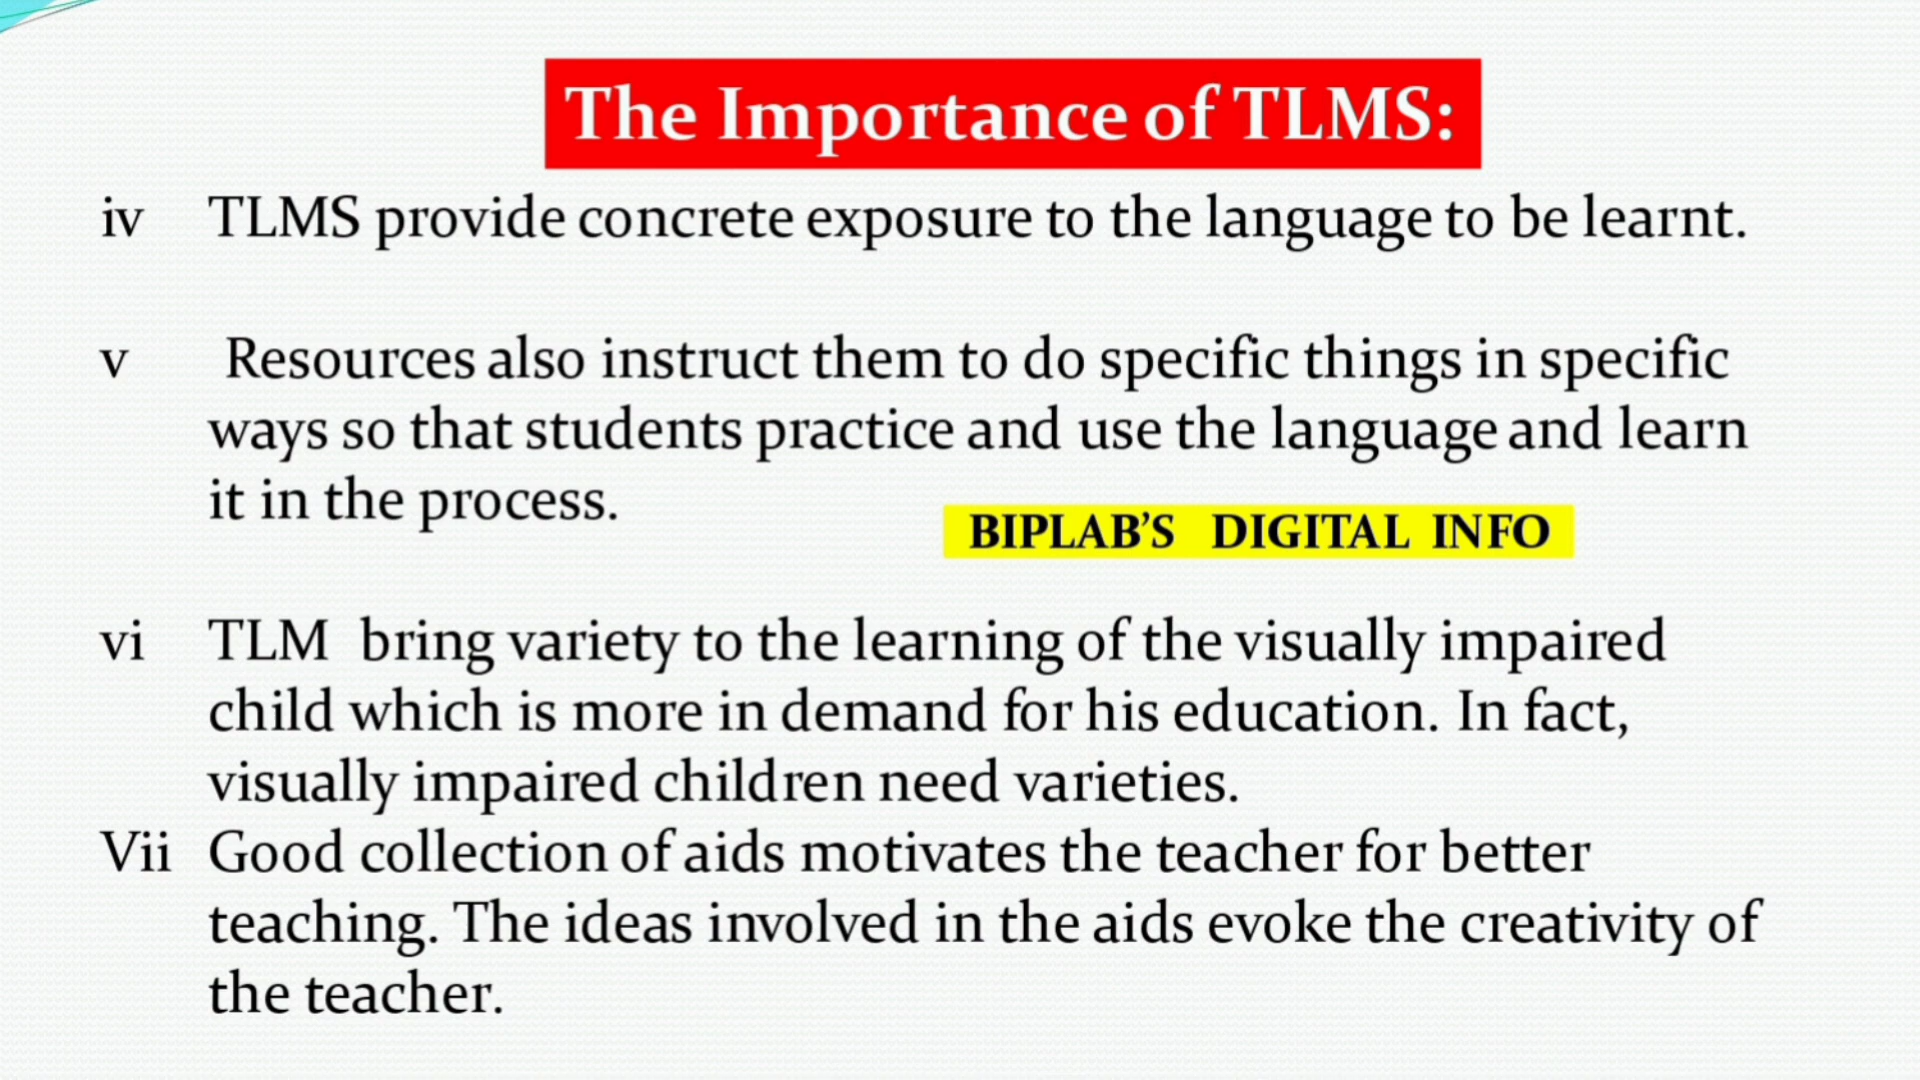 The Importance of TLMS:
iv TLMS provide concrete exposure to the language to be learnt.
v Resources also instruct them to do specific things in specific
ways so that students practice and use the language and learn
it in the process.
BIPLAB’S DIGITAL INFO
vi TLM bring variety to the learning of the visually impaired
child which is more in demand for his education. In fact,
visually impaired children need varieties.
Vii Good collection of aids motivates the teacher for better
teaching. The ideas involved in the aids evoke the creativity of
the teacher.